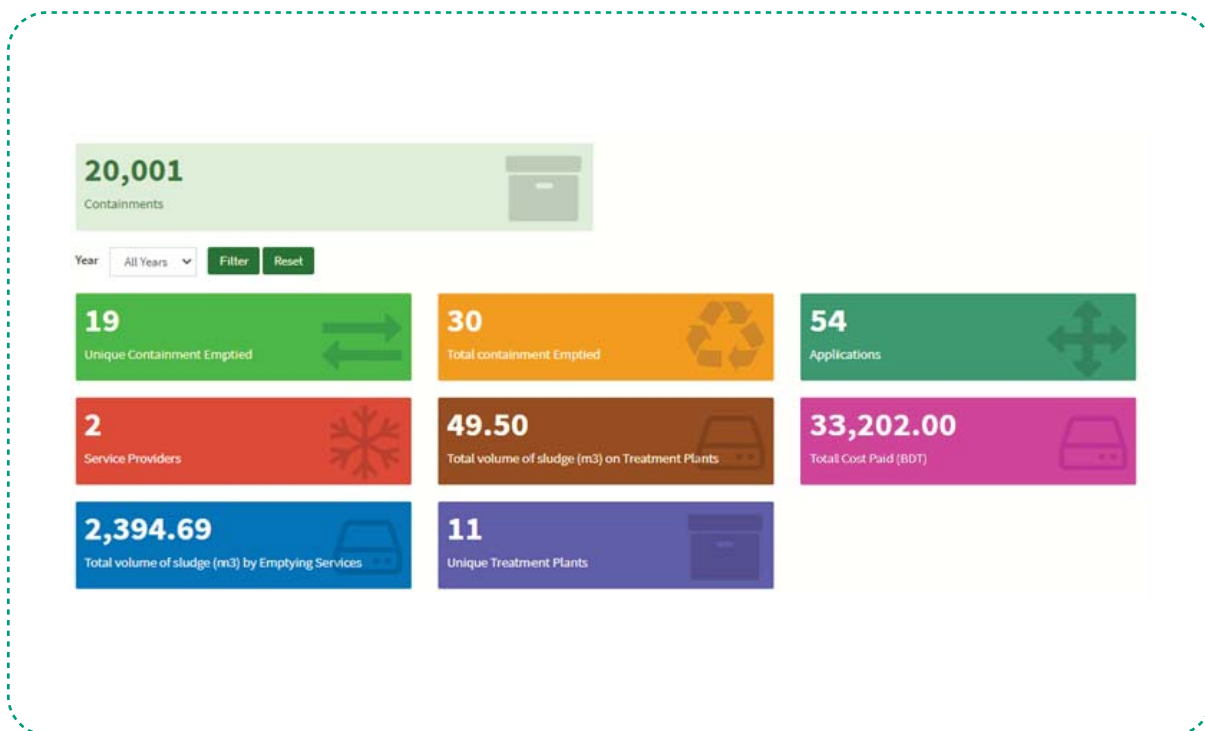 20,001
Containments
Year All Years Filter Reset
19
Unique Containment Emptied
30
Total containment Emptied
54
Applications
2
Service Providers
49.50
Total volume of sludge (m3) on Treatment Plants
33,202.00
Total Cost Paid (BDT)
2,394.69
Total volume of sludge (m3) by Emptying Services
11
Unique Treatment Plants